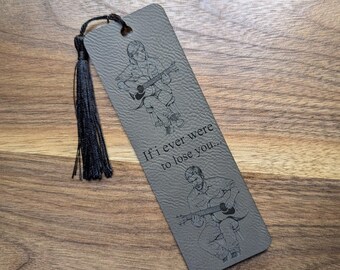 If i ever were
to lose you...